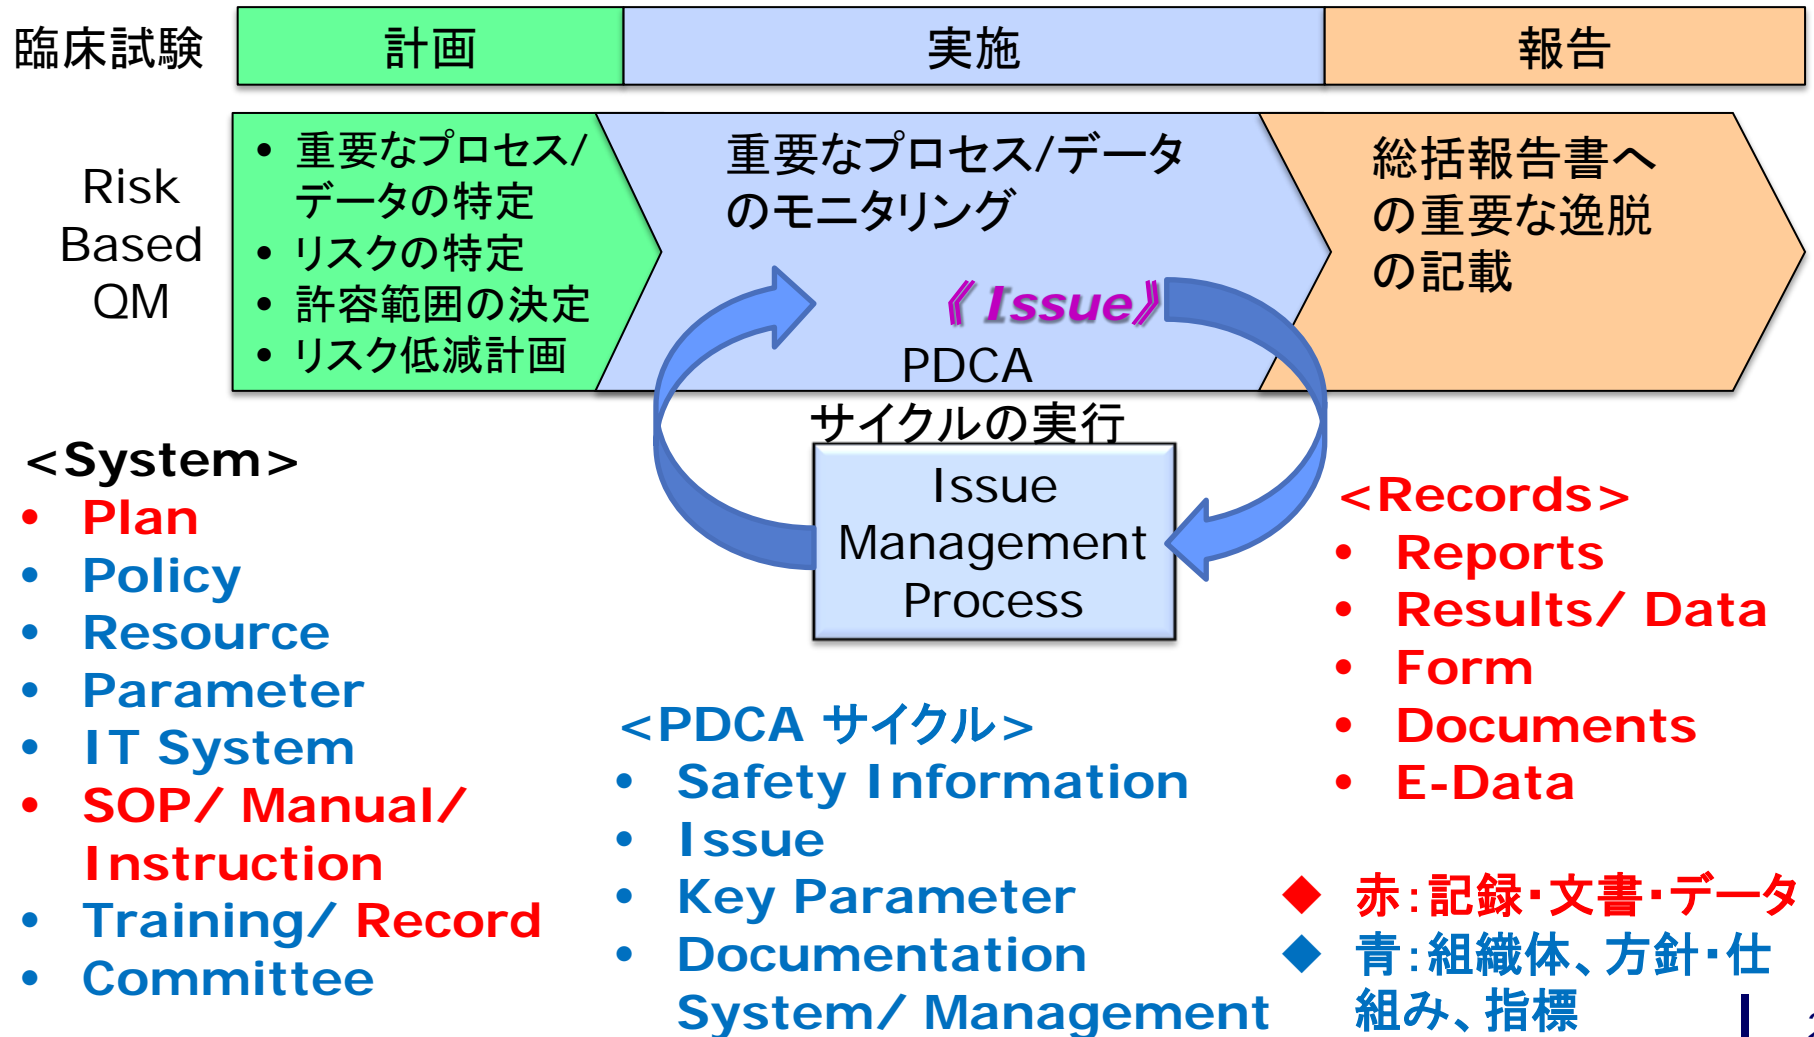 臨床試験
計画
実施
報告
Risk
Based
QM
• 重要なプロセス/
データの特定
• リスクの特定
• 許容範囲の決定
• リスク低減計画
重要なプロセス/データ
のモニタリング
《 Issue》
PDCA
サイクルの実行
Issue
Management
Process
総括報告書へ
の重要な逸脱
の記載
<System>
• Plan
• Policy
• Resource
• Parameter
• IT System
• SOP/ Manual/
Instruction
• Training/ Record
• Committee
<PDCA サイクル>
• Safety Information
• Issue
• Key Parameter
• Documentation
System/ Management
<Records>
• Reports
• Results/ Data
• Form
• Documents
• E-Data
◆ 赤:記録・文書・データ
◆ 青:組織体、方針・仕
組み、指標